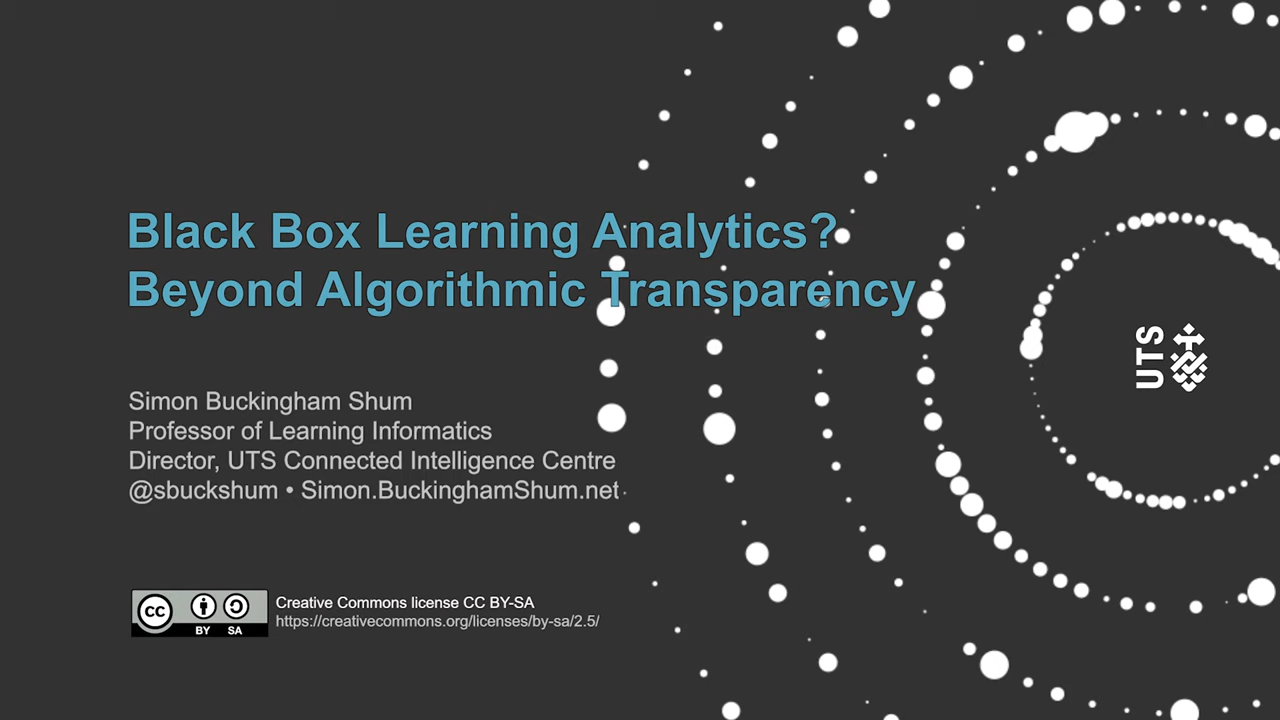 Black Box Learning Analytics?
Beyond Algorithmic Transparency
UTS
Simon Buckingham Shum
Professor of Learning Informatics
Director, UTS Connected Intelligence Centre
@sbuckshum • Simon.BuckinghamShum.net
cc
BY SA
Creative Commons license CC BY-SA
https://creativecommons.org/licenses/by-sa/2.5/